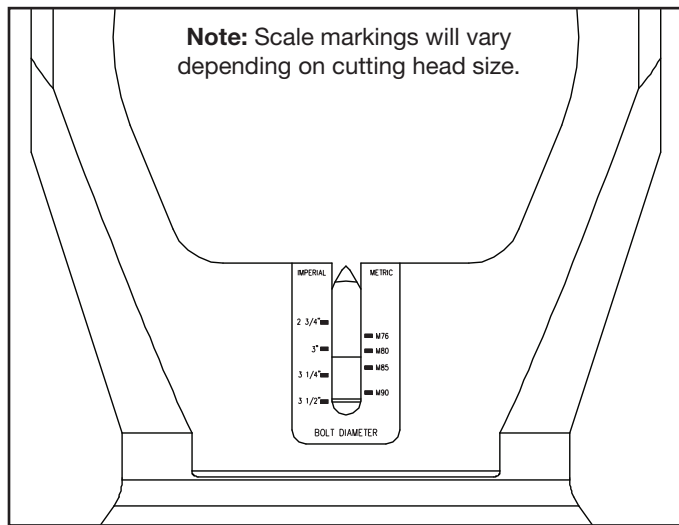 Note: Scale markings will vary
depending on cutting head size.
IMPERIAL METRIC
2 3/4"
M76
3"
M80
3 1/4"
M85
M90
3 1/2"
BOLT DIAMETER